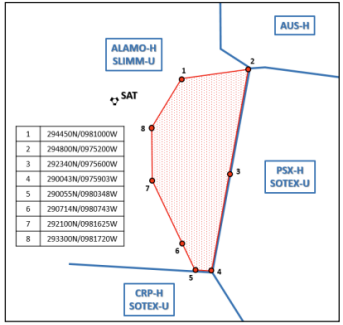 AUS-H
ALAMO-H
SLIMM-U
2
1
SAT
8
1 294450N/0981000W
2 294800N/0975200W
3 292340N/0975600W
4 290043N/0975903W
5 290055N/0980348W
6 290714N/0980743W
7 292100N/0981625W
8 293300N/0981720W
3
PSX-H
SOTEX-U
7
6
5
4
CRP-H
SOTEX-U